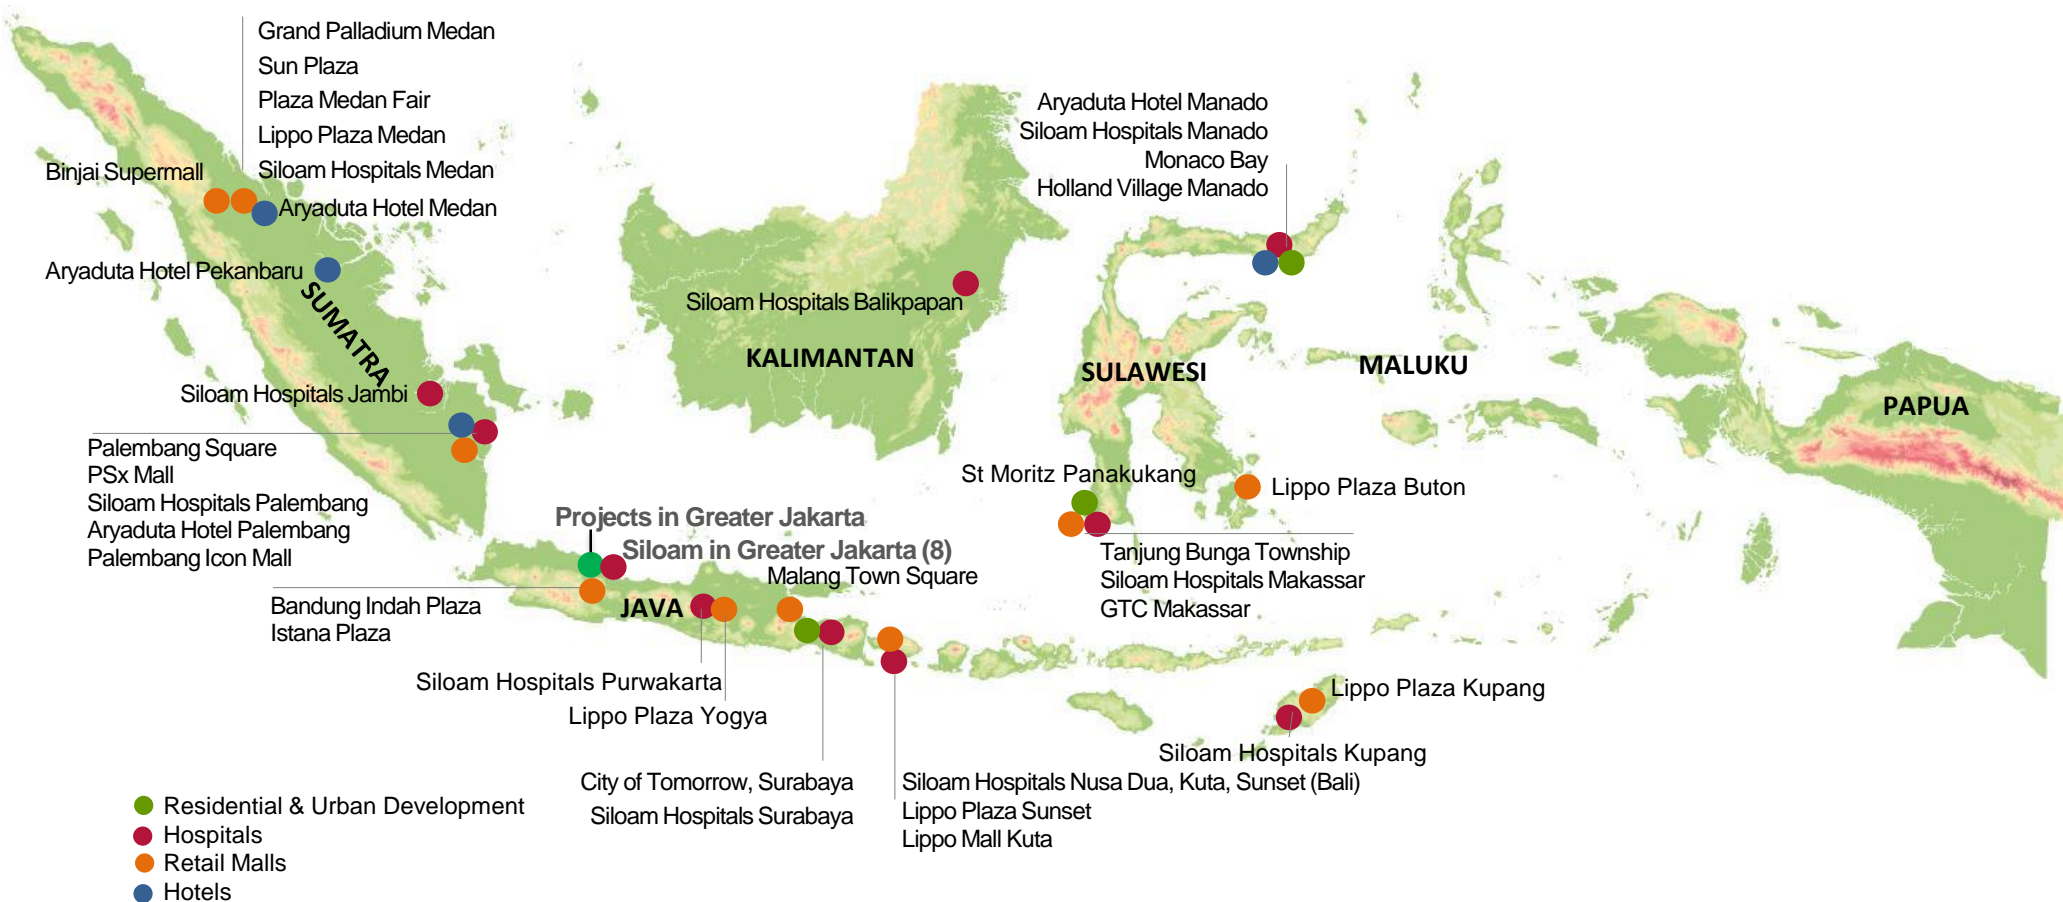 Grand Palladium Medan
Sun Plaza
Plaza Medan Fair
Lippo Plaza Medan
Siloam Hospitals Medan
Binjai Supermall
Aryaduta Hotel Medan
Aryaduta Hotel Pekanbaru
SUMATRA
Siloam Hospitals Jambi
Palembang Square
PSx Mall
Siloam Hospitals Palembang
Aryaduta Hotel Palembang
Palembang Icon Mall
Aryaduta Hotel Manado
Siloam Hospitals Manado
Monaco Bay
Holland Village Manado
Siloam Hospitals Balikpapan
KALIMANTAN
SULAWESI
MALUKU
PAPUA
St Moritz Panakukang
Lippo Plaza Buton
Tanjung Bunga Township
Siloam Hospitals Makassar
GTC Makassar
Projects in Greater Jakarta
Siloam in Greater Jakarta (8)
Malang Town Square
Bandung Indah Plaza
Istana Plaza
JAVA
Siloam Hospitals Purwakarta
Lippo Plaza Yogya
Lippo Plaza Kupang
Siloam Hospitals Kupang
City of Tomorrow, Surabaya
Siloam Hospitals Surabaya
Siloam Hospitals Nusa Dua, Kuta, Sunset (Bali)
Lippo Plaza Sunset
Lippo Mall Kuta
Residential & Urban Development
Hospitals
Retail Malls
Hotels